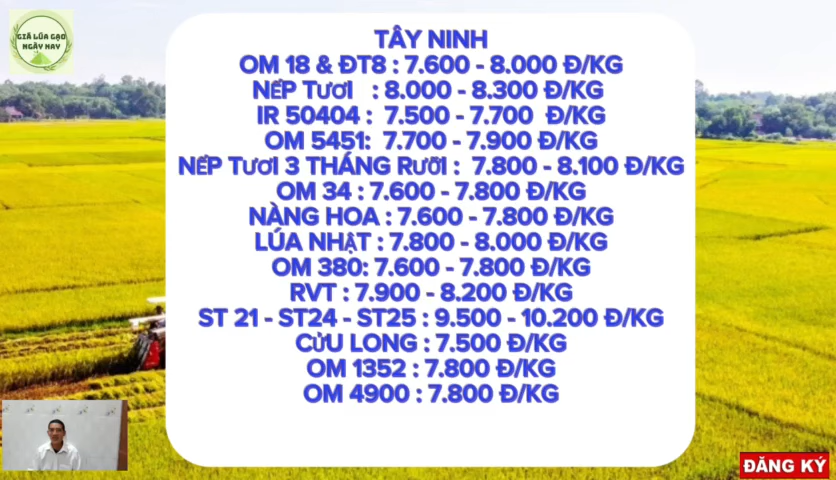 GIÁ LÚA GẠO
NGÀY NAY
TÂY NINH
OM 18 & ĐT8 : 7.600 - 8.000 Đ/KG
NẾP TƯƠI : 8.000 - 8.300 Đ/KG
IR 50404 : 7.500 - 7.700 Đ/KG
OM 5451: 7.700 - 7.900 Đ/KG
NẾP TƯƠI 3 THÁNG RƯỠI : 7.800 - 8.100 Đ/KG
OM 34 : 7.600 - 7.800 Đ/KG
NÀNG HOA : 7.600 - 7.800 Đ/KG
LÚA NHẬT : 7.800 - 8.000 Đ/KG
OM 380: 7.600 - 7.800 Đ/KG
RVT : 7.900 - 8.200 Đ/KG
ST 21 - ST24 - ST25 : 9.500 - 10.200 Đ/KG
CỬU LONG : 7.500 Đ/KG
OM 1352 : 7.800 Đ/KG
OM 4900 : 7.800 Đ/KG
ĐĂNG KÝ